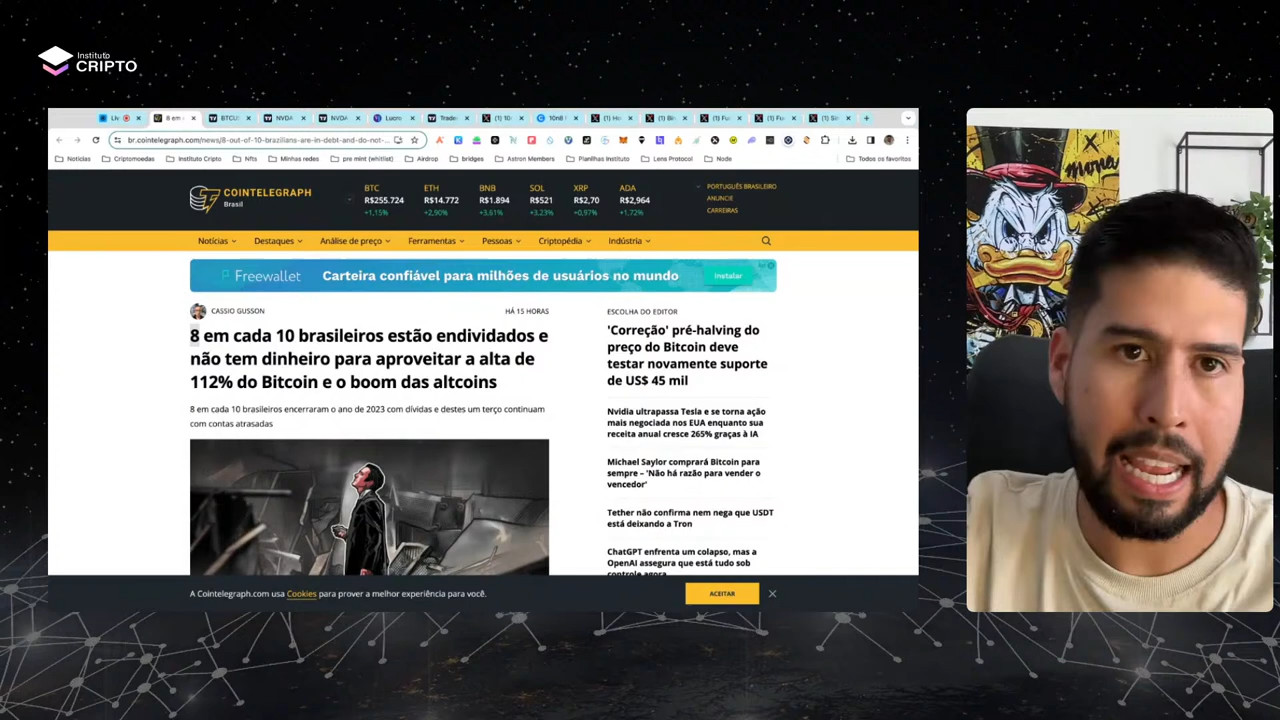 Instituto
CRIPTO
8 em
BTCU
NVDA
NVDA
Lucro
Trader
br.cointelegraph.com/news/8-out-of-10-brazilians-are-in-debt-and-do-not-...
Notícias
Criptomoedas
Instituto Cripto
Nfts
Minhas redes
pre mint (whitlist)
Airdrop
bridges
Astron Members
Planilhas Instituto
Lens Protocol
Node
Todos os favoritos
COINTELEGRAPH
Brasil
BTC ETH BNB SOL XRP ADA
R$255.724 R$14.772 R$1.894 R$521 R$2,70 R$2,964
+1,15% +2,90% +3,61% +3,23% +0,97% +1,72%
PORTUGUÊS BRASILEIRO
ANUNCIE
CARREIRAS
Notícias Destaques Análise de preço Ferramentas Pessoas Criptopédia Indústria
Freewallet Carteira confiável para milhões de usuários no mundo Instalar
CASSIO GUSSON HÁ 15 HORAS
8 em cada 10 brasileiros estão endividados e
não tem dinheiro para aproveitar a alta de
112% do Bitcoin e o boom das altcoins
8 em cada 10 brasileiros encerraram o ano de 2023 com dívidas e destes um terço continuam
com contas atrasadas
ESCOLHA DO EDITOR
'Correção' pré-halving do
preço do Bitcoin deve
testar novamente suporte
de US$ 45 mil
Nvidia ultrapassa Tesla e se torna ação
mais negociada nos EUA enquanto sua
receita anual cresce 265% graças à IA
Michael Saylor comprará Bitcoin para
sempre – 'Não há razão para vender o
vencedor'
Tether não confirma nem nega que USDT
está deixando a Tron
ChatGPT enfrenta um colapso, mas a
OpenAI assegura que está tudo sob
controle agora
A Cointelegraph.com usa Cookies para prover a melhor experiência para você.
ACEITAR